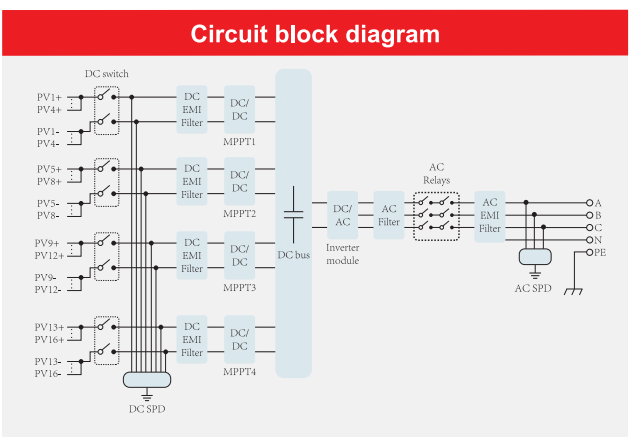 Circuit block diagram
DC switch
PV1+
PV4+
PV1-
PV4-
DC
EMI
Filter
DC/
DC
MPPT1
PV5+
PV8+
PV5-
PV8-
DC
EMI
Filter
DC/
DC
MPPT2
PV9+
PV12+
PV9-
PV12-
DC
EMI
Filter
DC/
DC
MPPT3
PV13+
PV16+
PV13-
PV16-
DC
EMI
Filter
DC/
DC
MPPT4
DC SPD
DC bus
DC/
AC
Inverter
module
AC
Filter
AC
Relays
AC
EMI
Filter
A
B
C
N
PE
AC SPD